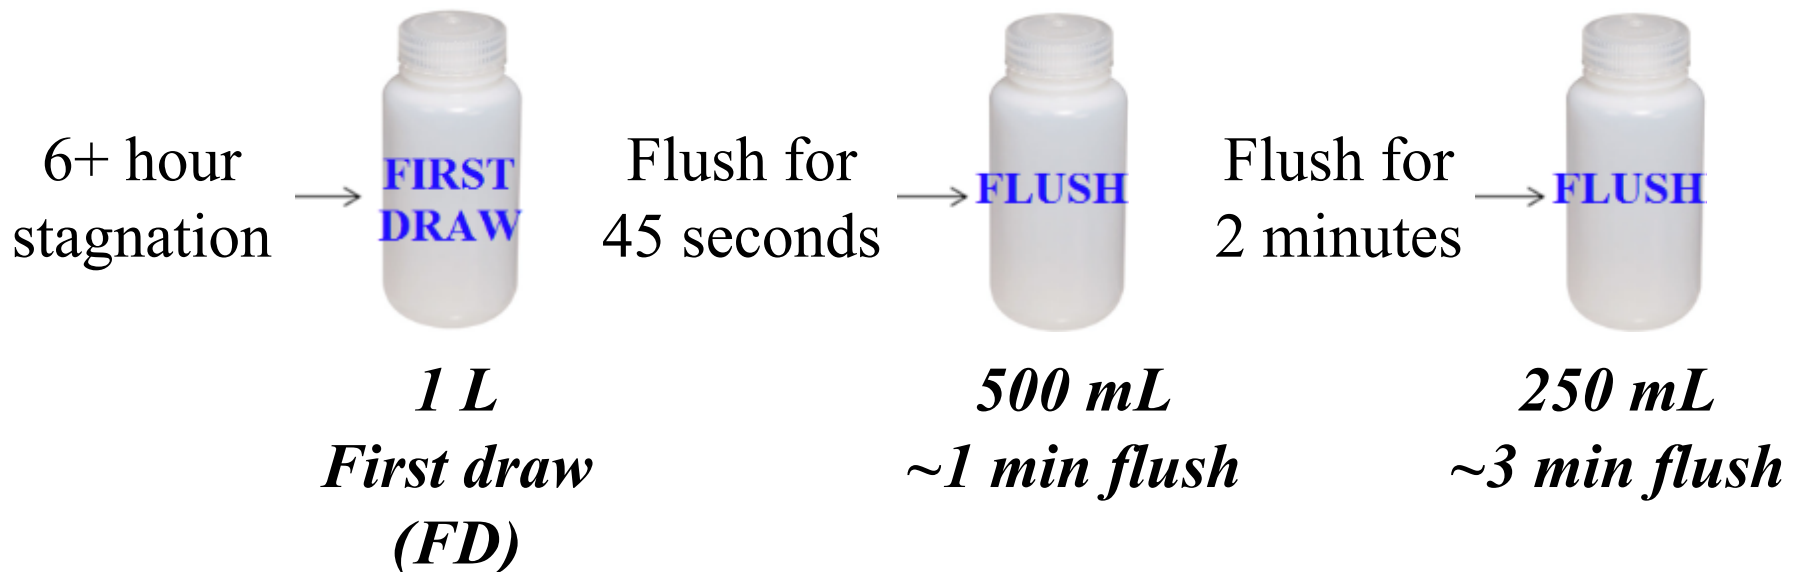 6+ hour
stagnation
FIRST
DRAW
Flush for
45 seconds
FLUSH
Flush for
2 minutes
FLUSH
1 L
First draw
(FD)
500 mL
~1 min flush
250 mL
~3 min flush